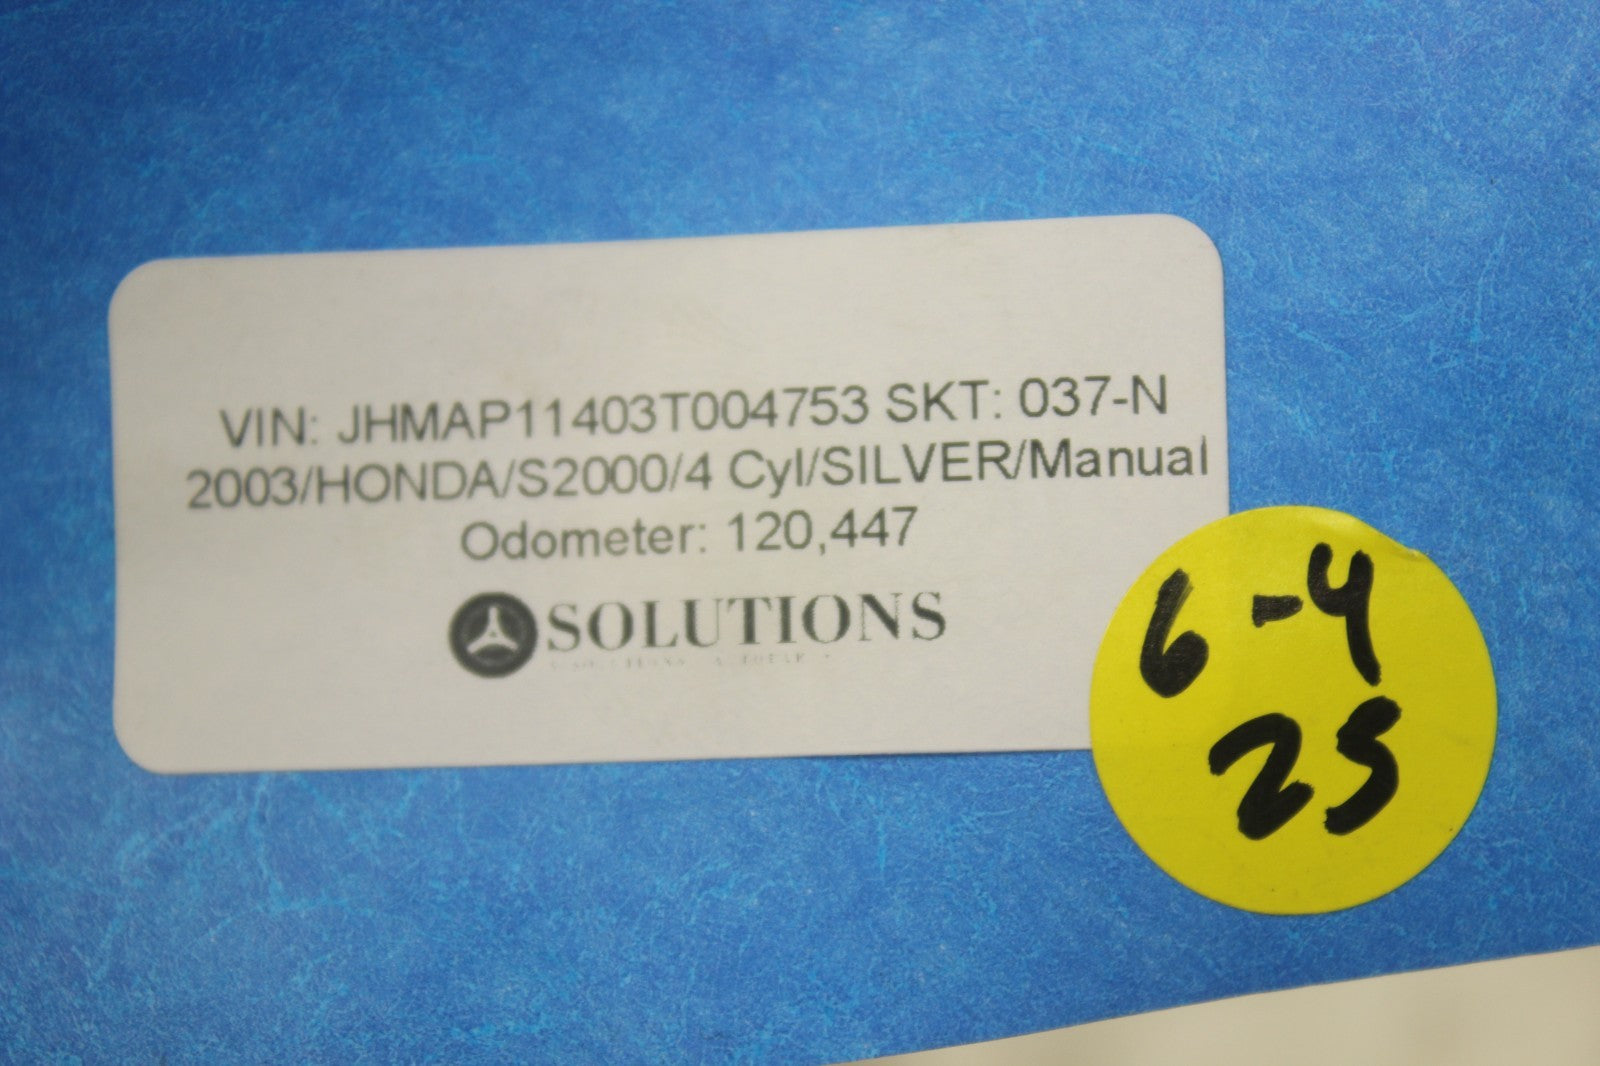 VIN: JHMAP11403T004753 SKT: 037-N
2003/HONDA/S2000/4 Cyl/SILVER/Manual
Odometer: 120,447
SOLUTIONS
6-4
25